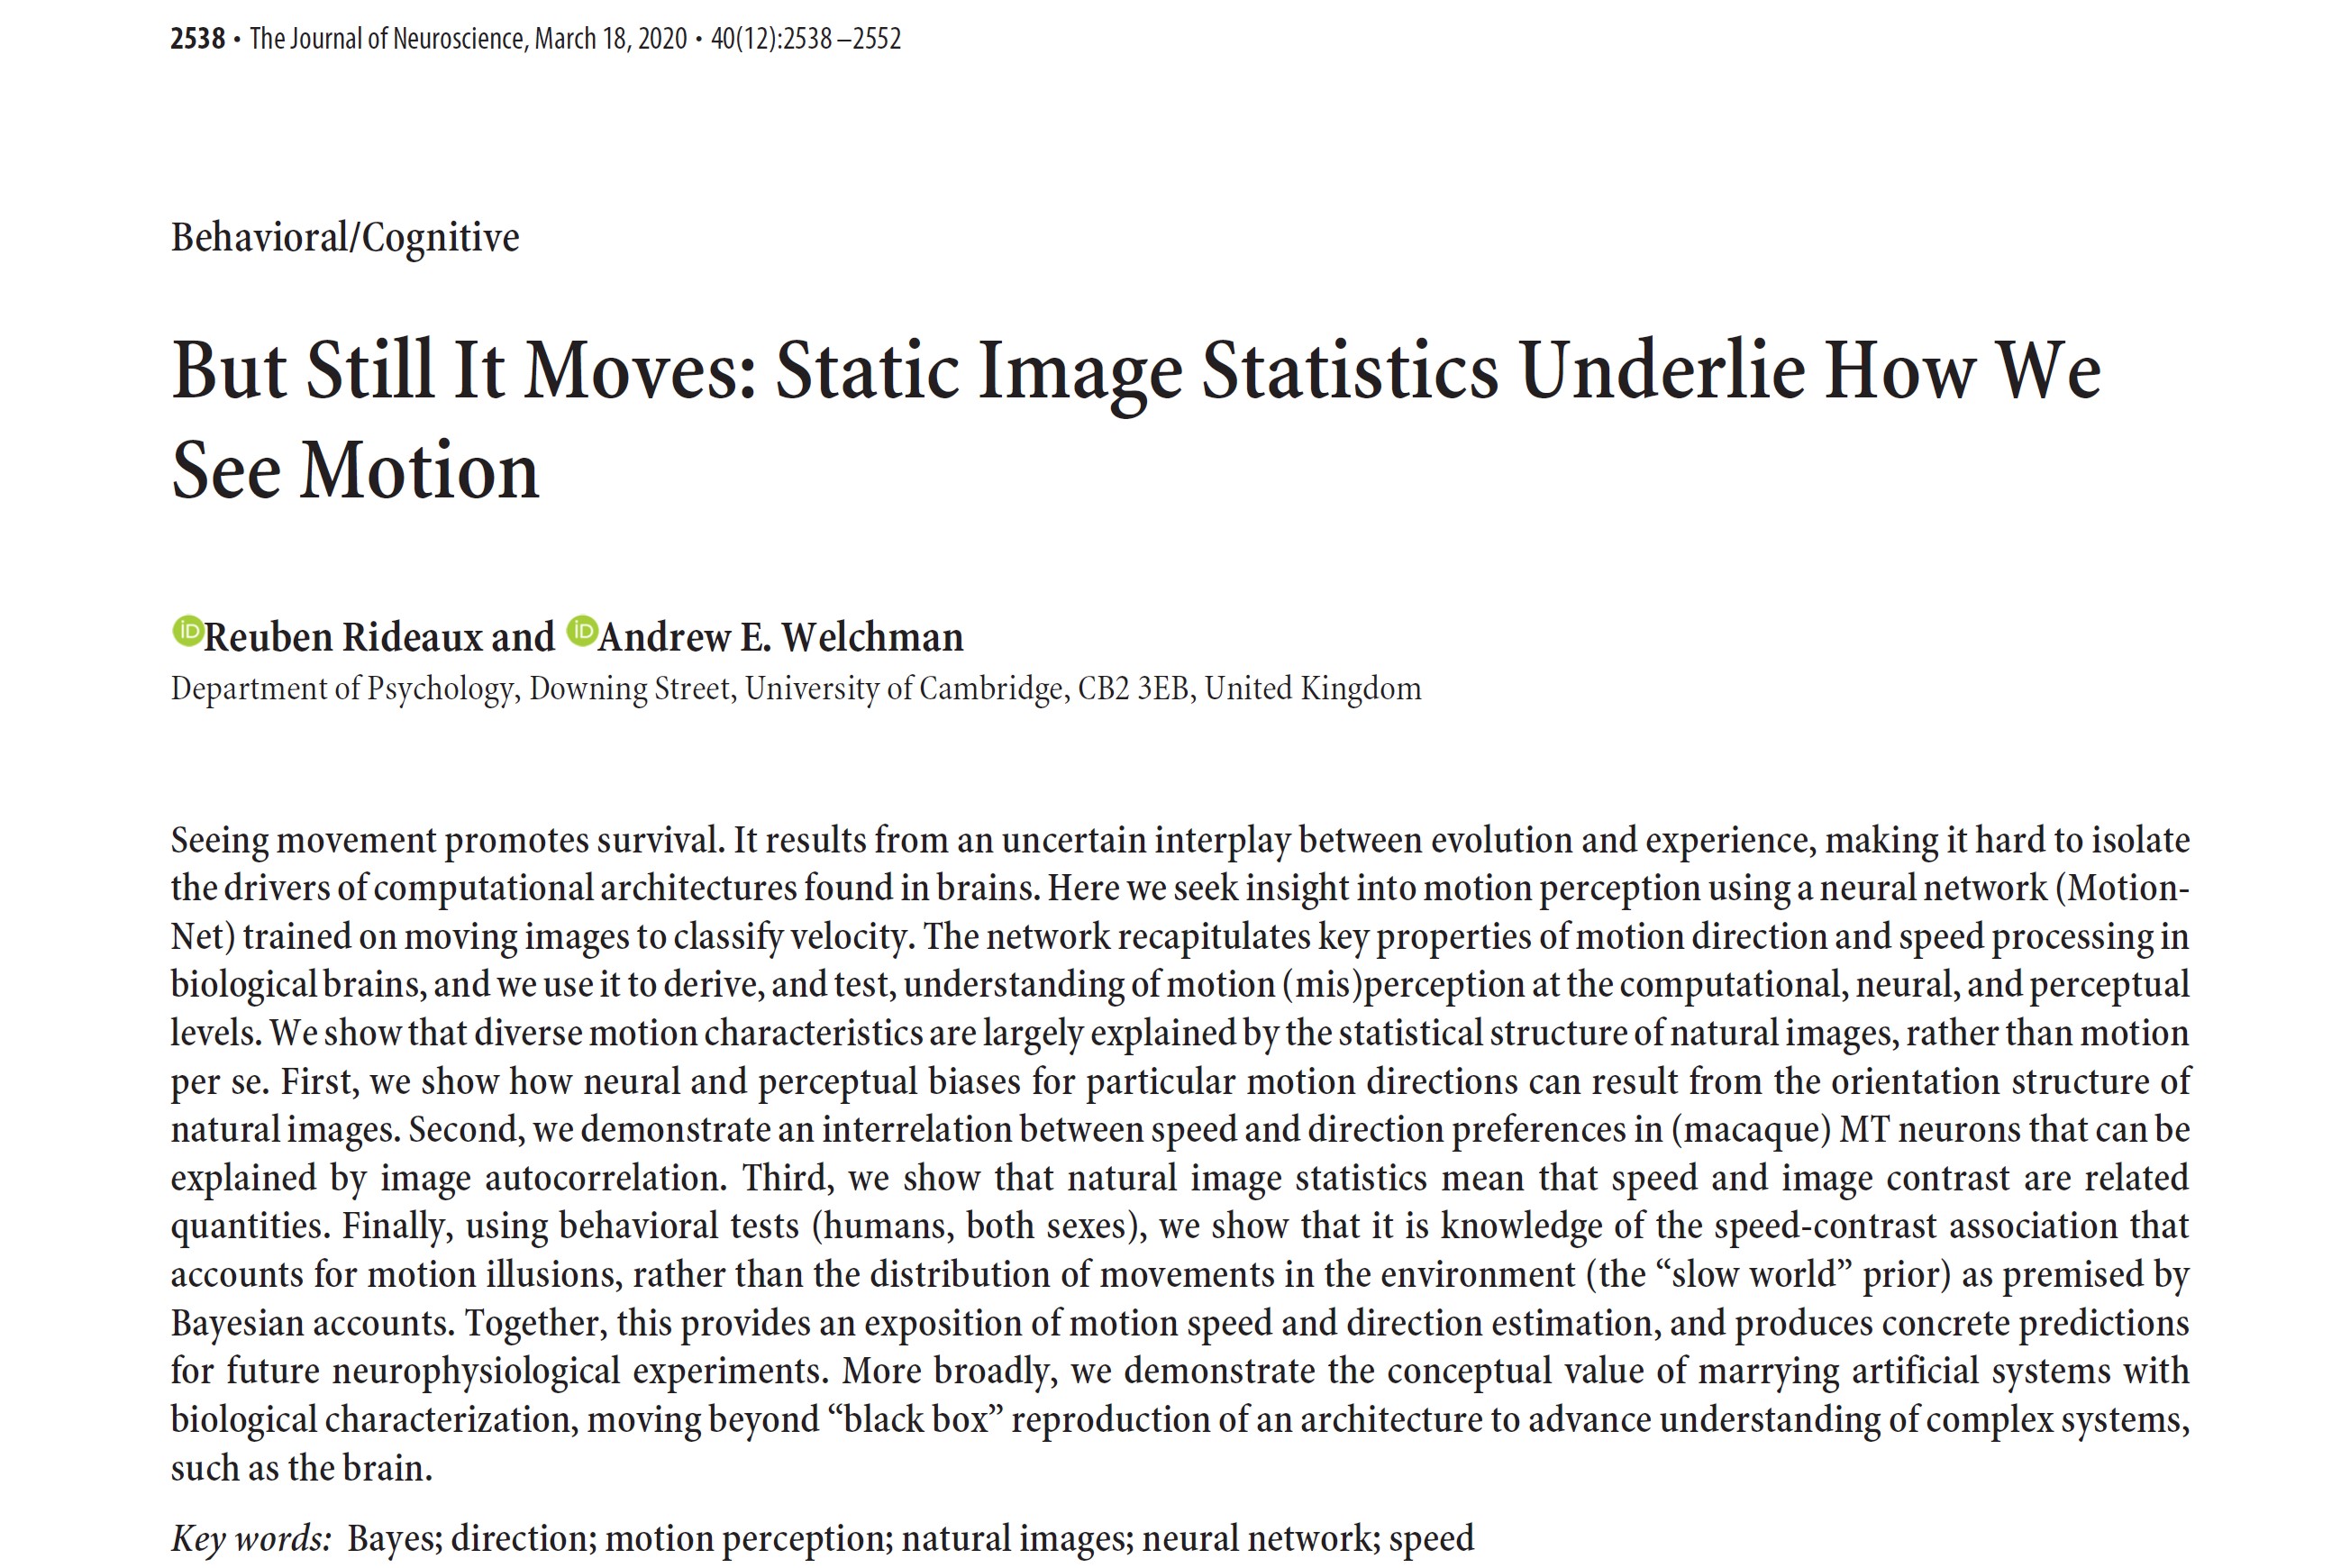 2538 • The Journal of Neuroscience, March 18, 2020 • 40(12):2538–2552
Behavioral/Cognitive
But Still It Moves: Static Image Statistics Underlie How We
See Motion
iD Reuben Rideaux and iD Andrew E. Welchman
Department of Psychology, Downing Street, University of Cambridge, CB2 3EB, United Kingdom
Seeing movement promotes survival. It results from an uncertain interplay between evolution and experience, making it hard to isolate
the drivers of computational architectures found in brains. Here we seek insight into motion perception using a neural network (Motion-
Net) trained on moving images to classify velocity. The network recapitulates key properties of motion direction and speed processing in
biological brains, and we use it to derive, and test, understanding of motion (mis)perception at the computational, neural, and perceptual
levels. We show that diverse motion characteristics are largely explained by the statistical structure of natural images, rather than motion
per se. First, we show how neural and perceptual biases for particular motion directions can result from the orientation structure of
natural images. Second, we demonstrate an interrelation between speed and direction preferences in (macaque) MT neurons that can be
explained by image autocorrelation. Third, we show that natural image statistics mean that speed and image contrast are related
quantities. Finally, using behavioral tests (humans, both sexes), we show that it is knowledge of the speed-contrast association that
accounts for motion illusions, rather than the distribution of movements in the environment (the “slow world” prior) as premised by
Bayesian accounts. Together, this provides an exposition of motion speed and direction estimation, and produces concrete predictions
for future neurophysiological experiments. More broadly, we demonstrate the conceptual value of marrying artificial systems with
biological characterization, moving beyond “black box” reproduction of an architecture to advance understanding of complex systems,
such as the brain.
Key words: Bayes; direction; motion perception; natural images; neural network; speed